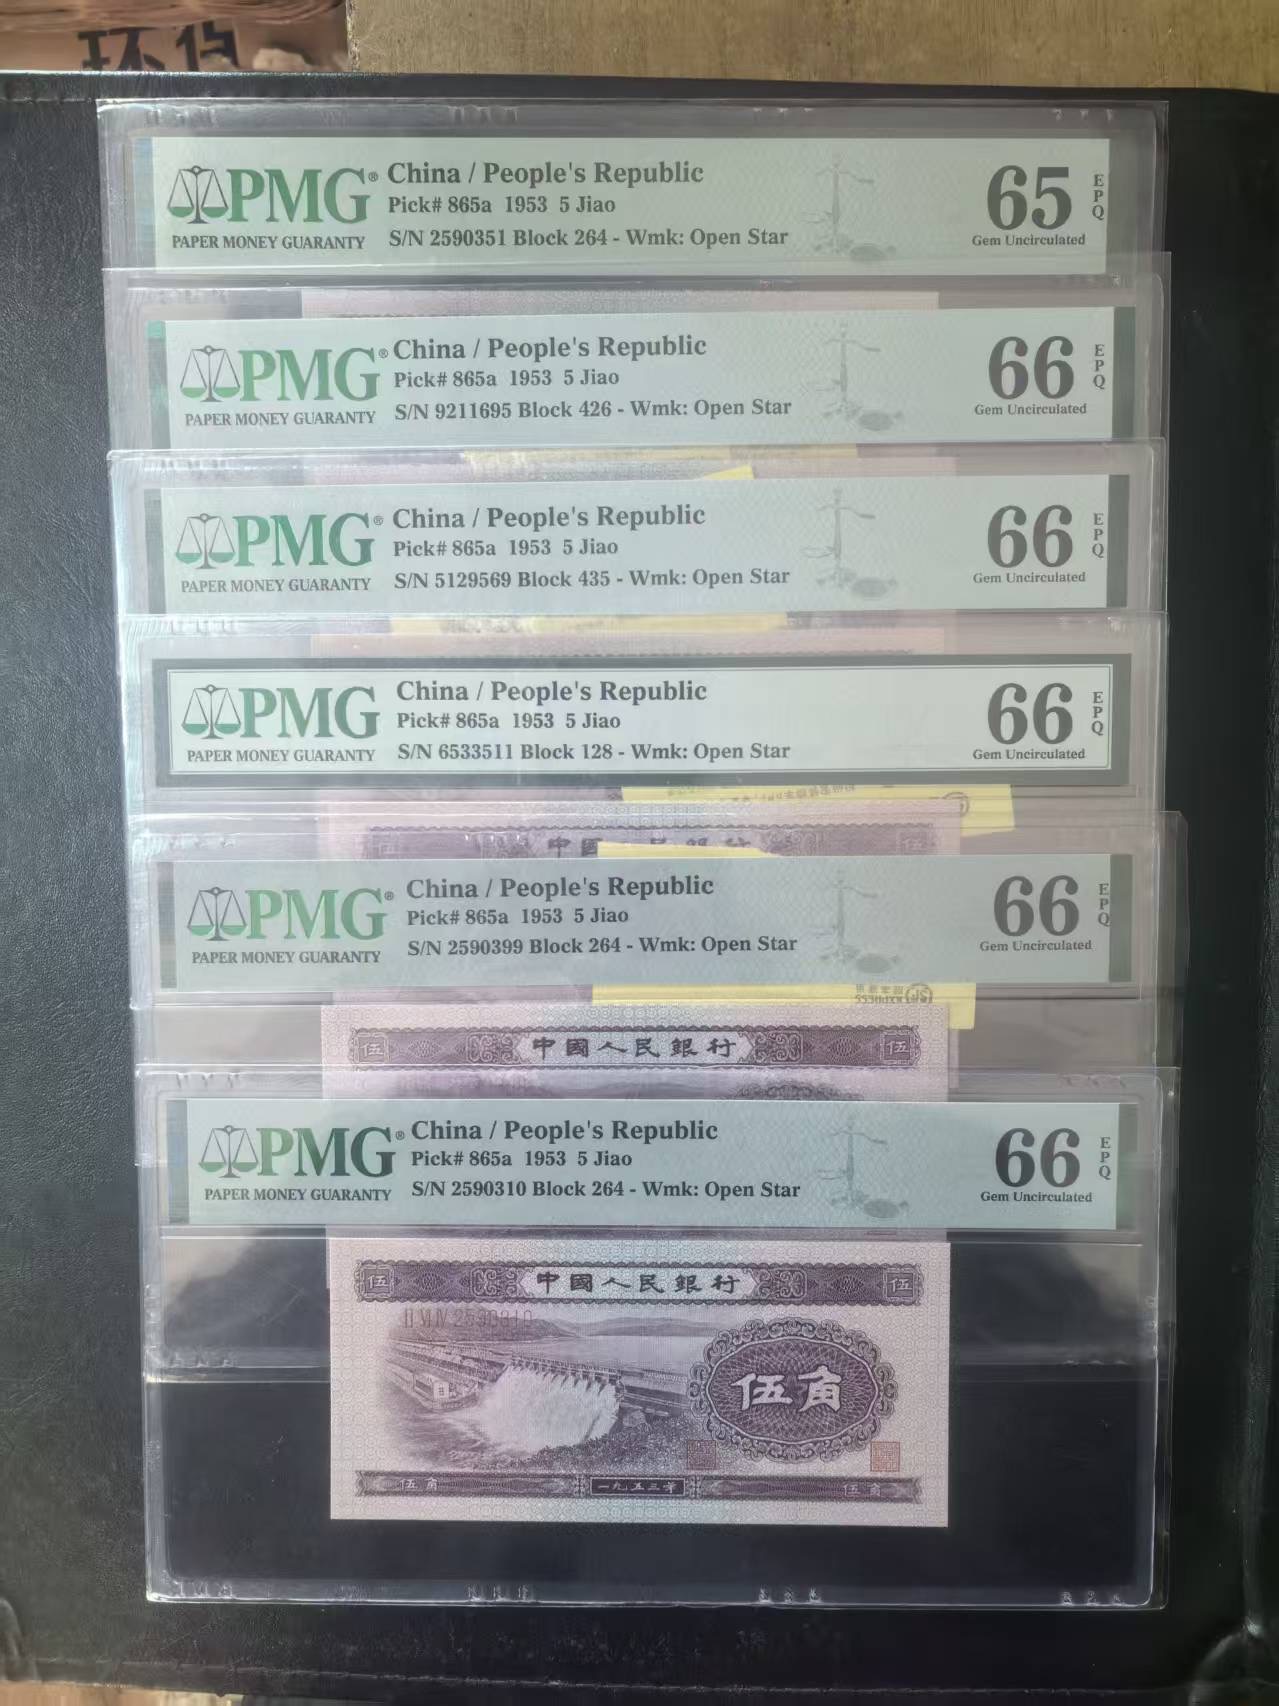 环保
PMG®
PAPER MONEY GUARANTY
China / People's Republic
Pick# 865a 1953 5 Jiao
S/N 2590351 Block 264 - Wmk: Open Star
65
EPQ
Gem Uncirculated
PMG®
PAPER MONEY GUARANTY
China / People's Republic
Pick# 865a 1953 5 Jiao
S/N 9211695 Block 426 - Wmk: Open Star
66
EPQ
Gem Uncirculated
PMG®
PAPER MONEY GUARANTY
China / People's Republic
Pick# 865a 1953 5 Jiao
S/N 5129569 Block 435 - Wmk: Open Star
66
EPQ
Gem Uncirculated
PMG
PAPER MONEY GUARANTY
China / People's Republic
Pick# 865a 1953 5 Jiao
S/N 6533511 Block 128 - Wmk: Open Star
66
EPQ
Gem Uncirculated
伍
伍
PMG®
PAPER MONEY GUARANTY
China / People's Republic
Pick# 865a 1953 5 Jiao
S/N 2590399 Block 264 - Wmk: Open Star
66
EPQ
Gem Uncirculated
伍 中國人民銀行 伍
PMG®
PAPER MONEY GUARANTY
China / People's Republic
Pick# 865a 1953 5 Jiao
S/N 2590310 Block 264 - Wmk: Open Star
66
EPQ
Gem Uncirculated
伍 中國人民銀行 伍
II VI IV 2590310
伍角
伍角 一九五三年 伍角